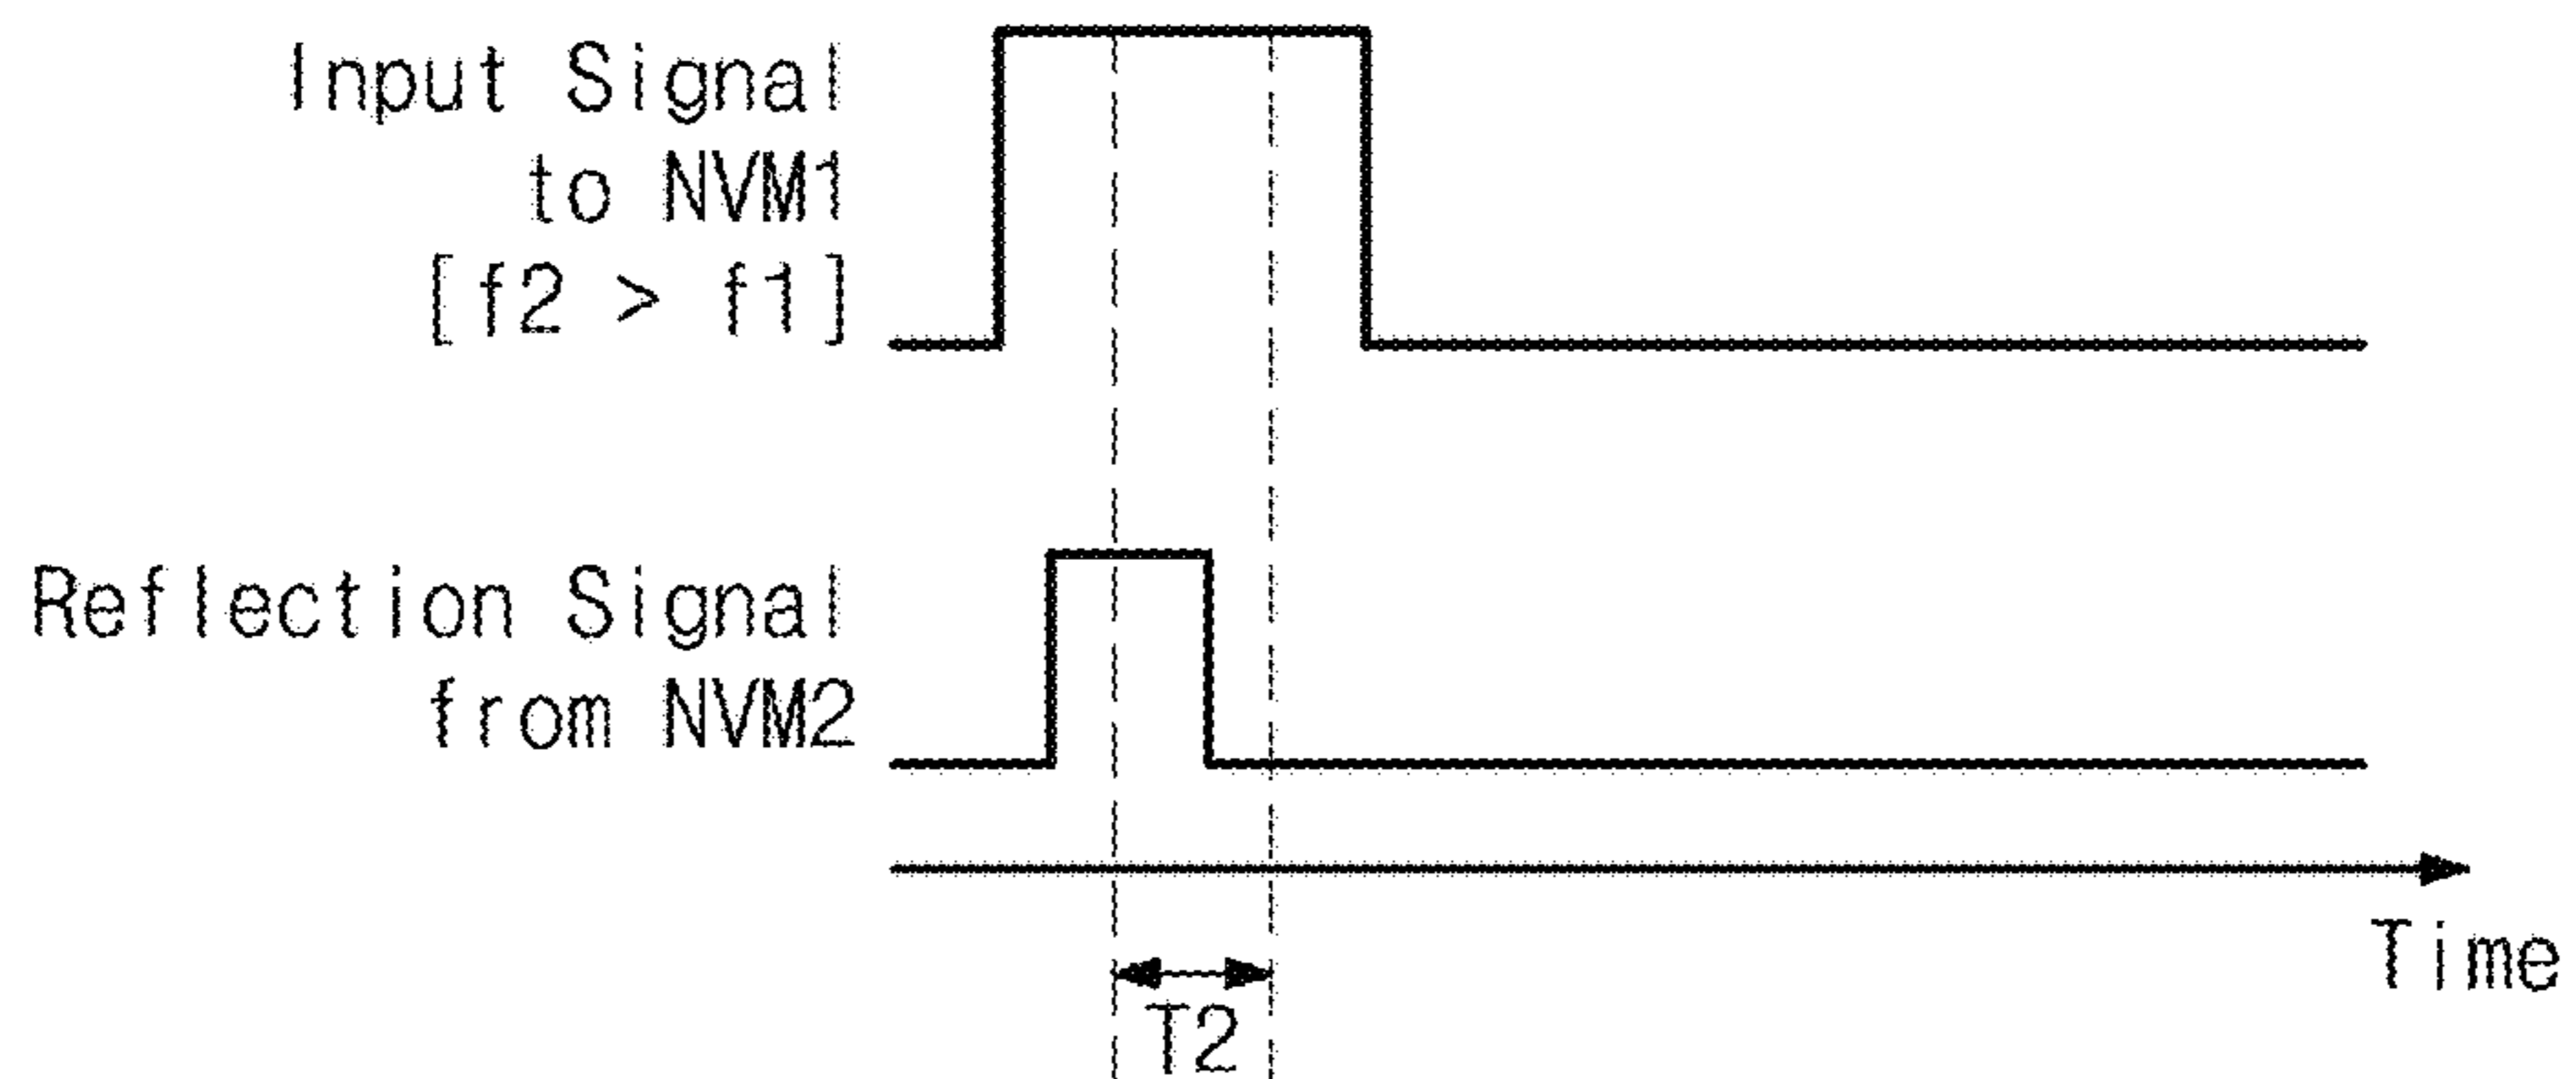 Input Signal
to NVM1
[f2 > f1]
Reflection Signal
from NVM2
Time
T2